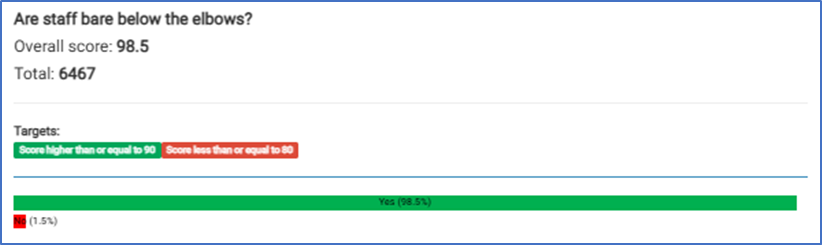 Are staff bare below the elbows?
Overall score: 98.5
Total: 6467
Targets:
Score higher than or equal to 90 Score less than or equal to 80
Yes (98.5%)
No (1.5%)